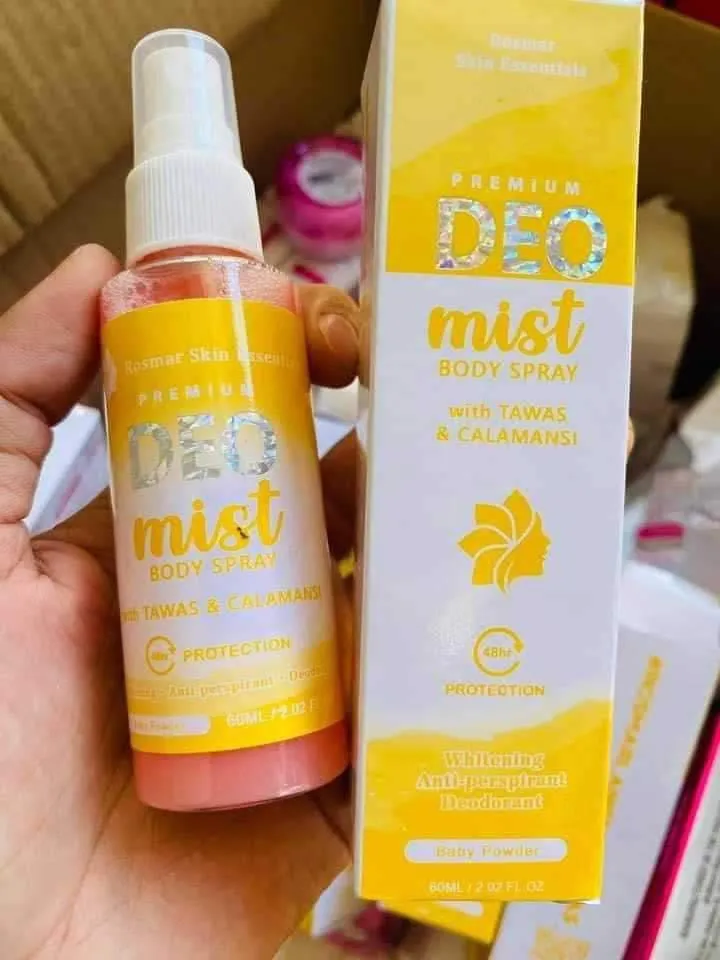 Rosmar Skin
PREMIUM
DEO
mist
BODY SPRAY
with TAWAS & CALAMANSI
PROTECTION
Anti-perspirant
60ML / 2.02
Rosmar
Skin Essentials
PREMIUM
DEO
mist
BODY SPRAY
with TAWAS
& CALAMANSI
48hr
PROTECTION
Whitening
Anti-perspirant
Deodorant
Baby Powder
60ML / 2.02 FL.OZ